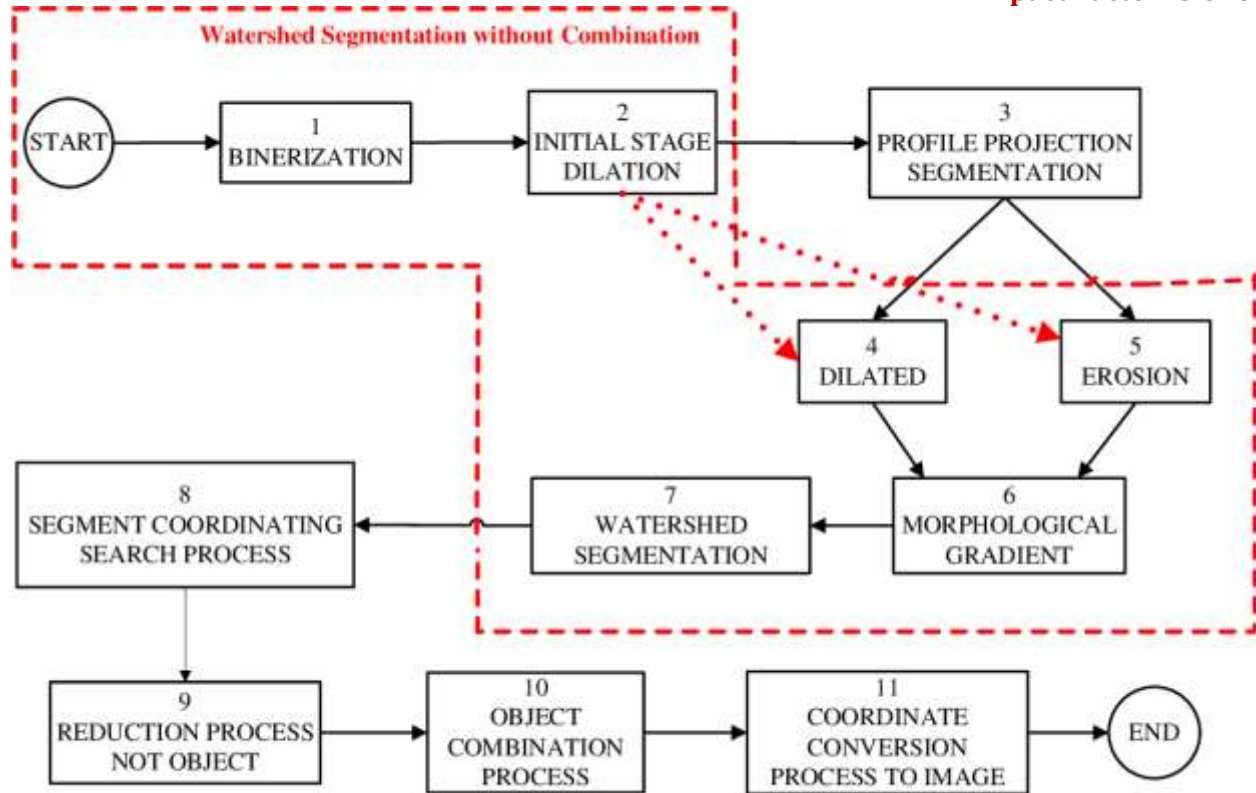 Watershed Segmentation without Combination
START
1
BINERIZATION
2
INITIAL STAGE
DILATION
3
PROFILE PROJECTION
SEGMENTATION
4
DILATED
5
EROSION
6
MORPHOLOGICAL
GRADIENT
7
WATERSHED
SEGMENTATION
8
SEGMENT COORDINATING
SEARCH PROCESS
9
REDUCTION PROCESS
NOT OBJECT
10
OBJECT
COMBINATION
PROCESS
11
COORDINATE
CONVERSION
PROCESS TO IMAGE
END